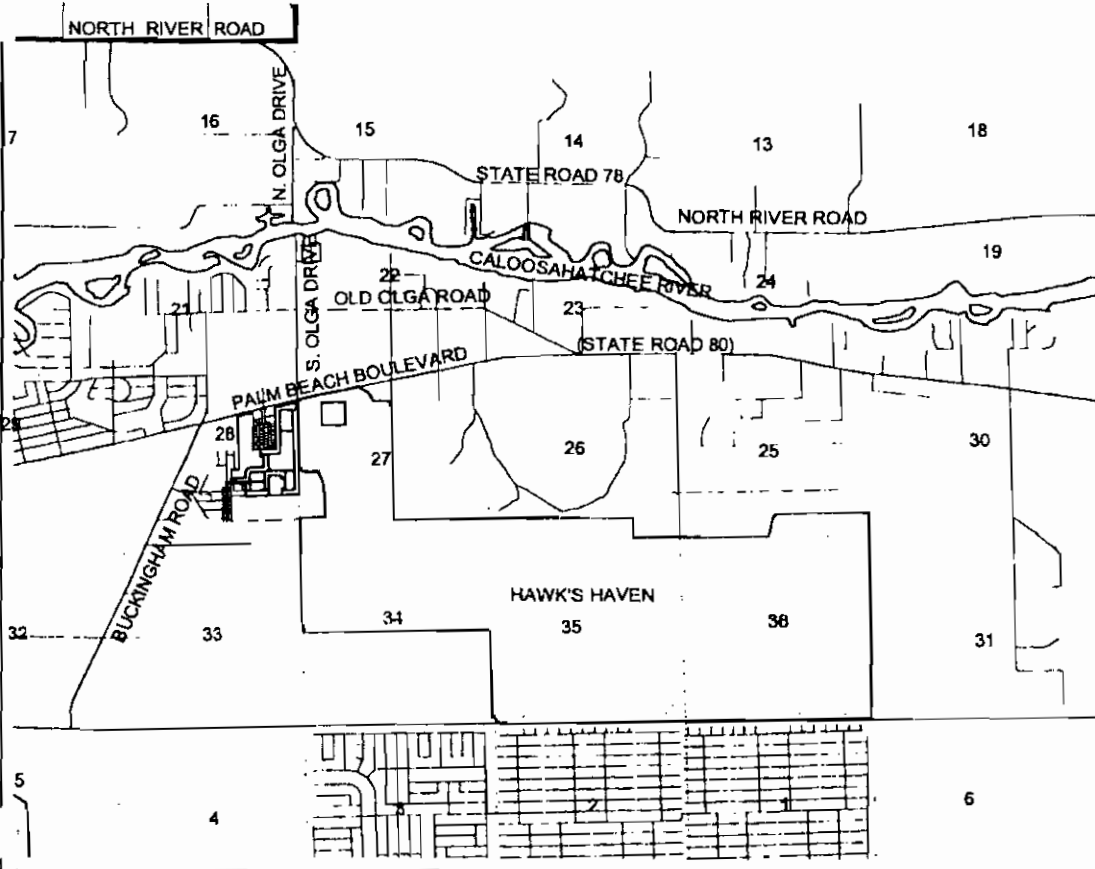 NORTH RIVER ROAD
N. OLGA DRIVE
7
16
15
14
13
18
STATE ROAD 78
NORTH RIVER ROAD
19
CALOOSAHATCHEE RIVER
22
24
OLD OLGA ROAD
21
23
S. OLGA DRIVE
(STATE ROAD 80)
PALM BEACH BOULEVARD
29
28
27
26
25
30
BUCKINGHAM ROAD
HAWK'S HAVEN
32
33
34
35
36
31
5
4
3
2
1
6